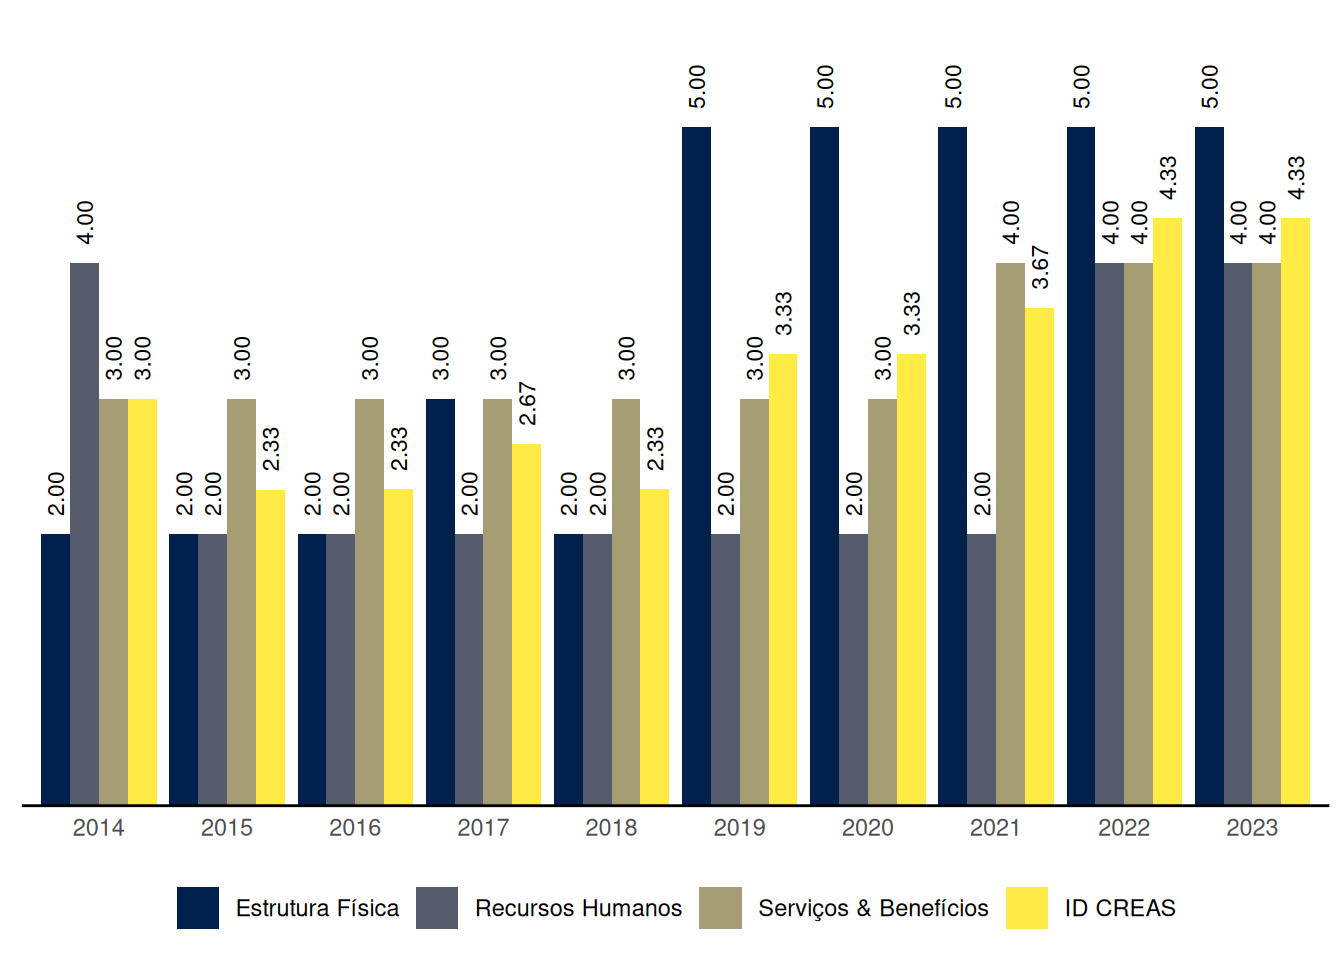 5.00 5.00 5.00 5.00 5.00
4.33 4.33
4.00 4.00 4.00 4.00 4.00 4.00
3.67
3.33 3.33
3.00 3.00 3.00 3.00 3.00 3.00 3.00 3.00 3.00
2.67
2.33 2.33 2.33
2.00 2.00 2.00 2.00 2.00 2.00 2.00 2.00 2.00 2.00 2.00
2014 2015 2016 2017 2018 2019 2020 2021 2022 2023
Estrutura Física Recursos Humanos Serviços & Benefícios ID CREAS